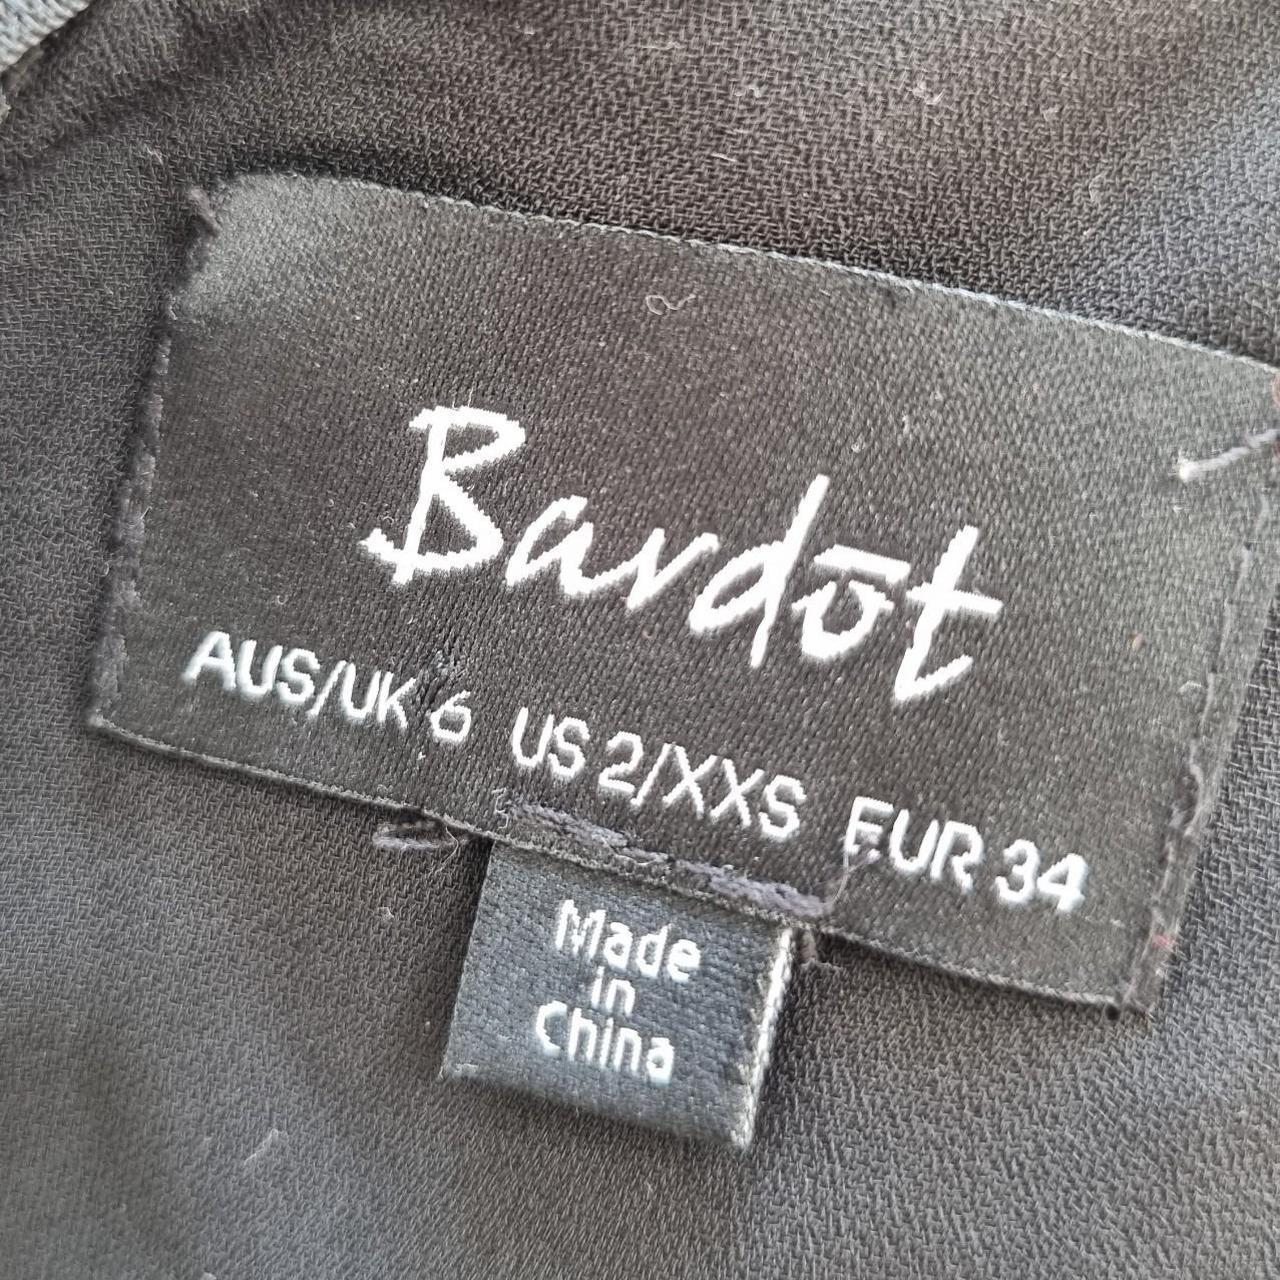 Bardot
AUS/UK 6 US 2/XXS EUR 34
Made
in
China